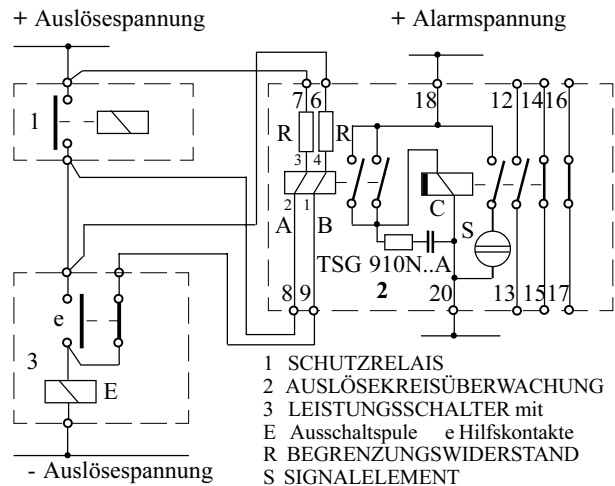 + Auslösespannung
+ Alarmspannung
7 6 18 12 14 16
1
R R
3 4
2 1
A B
C
S
TSG 910N..A
2
e
8 9 20 13 15 17
3
E
1 SCHUTZRELAIS
2 AUSLÖSEKREISÜBERWACHUNG
3 LEISTUNGSSCHALTER mit
E Ausschaltspule e Hilfskontakte
R BEGRENZUNGSWIDERSTAND
S SIGNALELEMENT
- Auslösespannung